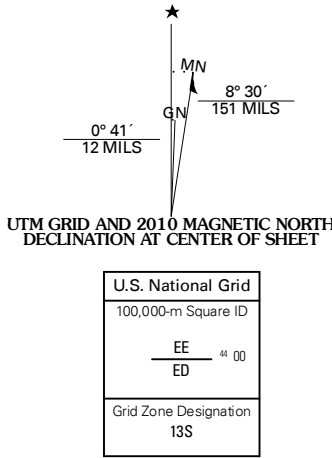 ★
MN
8° 30´
151 MILS
GN
0° 41´
12 MILS
UTM GRID AND 2010 MAGNETIC NORTH
DECLINATION AT CENTER OF SHEET
U.S. National Grid
100,000-m Square ID
EE
44 00
ED
Grid Zone Designation
13S